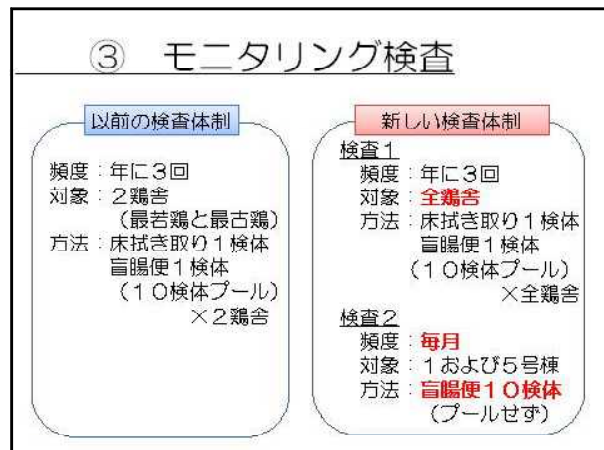 ③ モニタリング検査
以前の検査体制
頻度：年に３回
対象：２鶏舎
（最若鶏と最古鶏）
方法：床拭き取り１検体
盲腸便１検体
（１０検体プール）
×２鶏舎
新しい検査体制
検査１
頻度：年に３回
対象：全鶏舎
方法：床拭き取り１検体
盲腸便１検体
（１０検体プール）
×全鶏舎
検査２
頻度：毎月
対象：１および５号棟
方法：盲腸便１０検体
（プールせず）